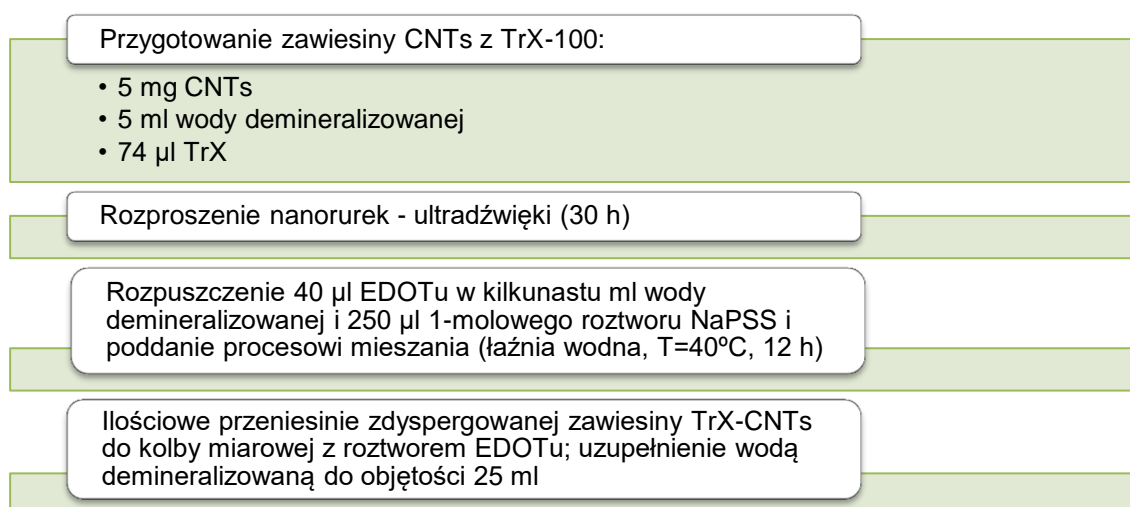 Przygotowanie zawiesiny CNTs z TrX-100:
• 5 mg CNTs
• 5 ml wody demineralizowanej
• 74 µl TrX
Rozproszenie nanorurek - ultradźwięki (30 h)
Rozpuszczenie 40 µl EDOTu w kilkunastu ml wody
demineralizowanej i 250 µl 1-molowego roztworu NaPSS i
poddanie procesowi mieszania (łaźnia wodna, T=40ºC, 12 h)
Ilościowe przeniesinie zdyspergowanej zawiesiny TrX-CNTs
do kolby miarowej z roztworem EDOTu; uzupełnienie wodą
demineralizowaną do objętości 25 ml